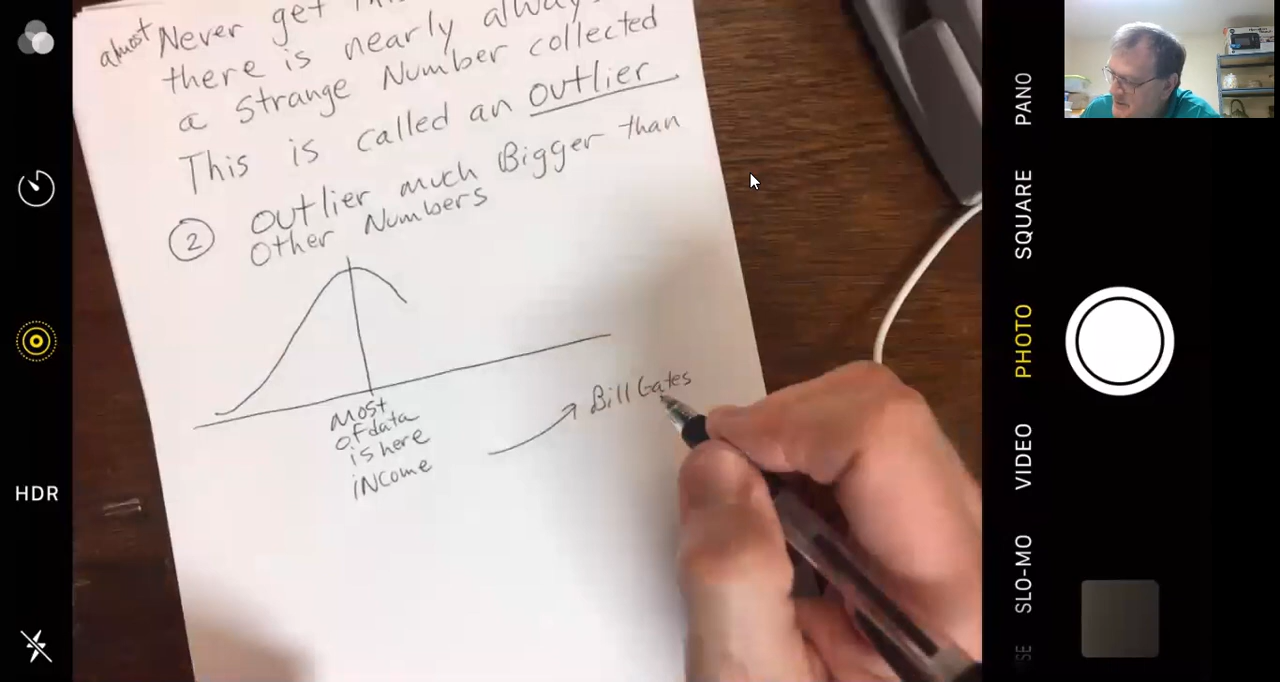 almost Never get
there is nearly always
a strange Number collected
This is called an outlier
② outlier much Bigger than
other Numbers
most
of data
is here
iNcome
Bill Gates
HDR
PANO
SQUARE
PHOTO
VIDEO
SLO-MO
SE